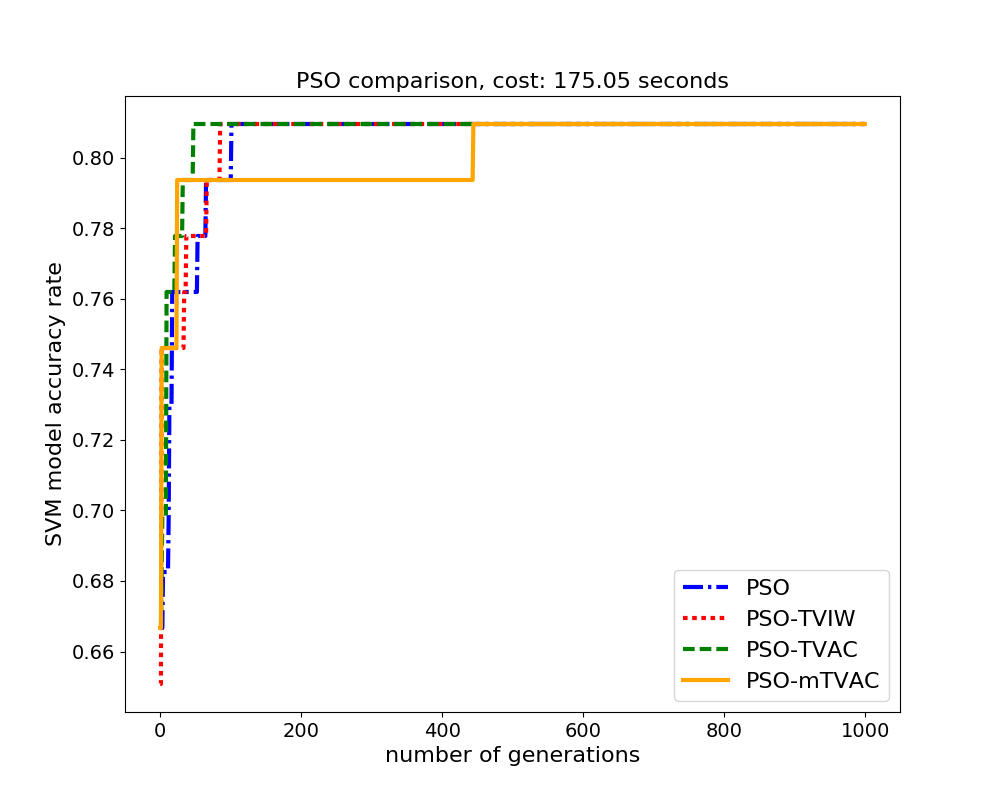 PSO comparison, cost: 175.05 seconds
SVM model accuracy rate
0.80
0.78
0.76
0.74
0.72
0.70
0.68
0.66
0
200
400
600
800
1000
number of generations
PSO
PSO-TVIW
PSO-TVAC
PSO-mTVAC